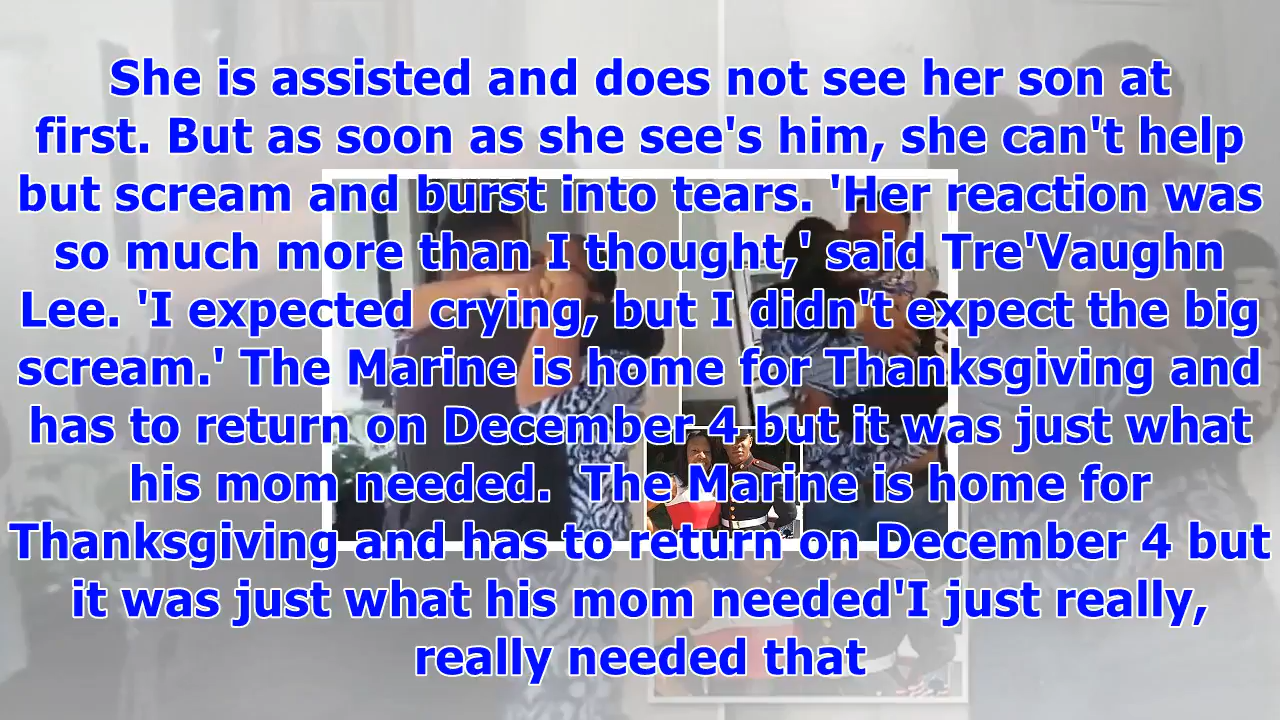 She is assisted and does not see her son at
first. But as soon as she see's him, she can't help
but scream and burst into tears. 'Her reaction was
so much more than I thought,' said Tre'Vaughn
Lee. 'I expected crying, but I didn't expect the big
scream.' The Marine is home for Thanksgiving and
has to return on December 4 but it was just what
his mom needed.  The Marine is home for
Thanksgiving and has to return on December 4 but
it was just what his mom needed'I just really,
really needed that